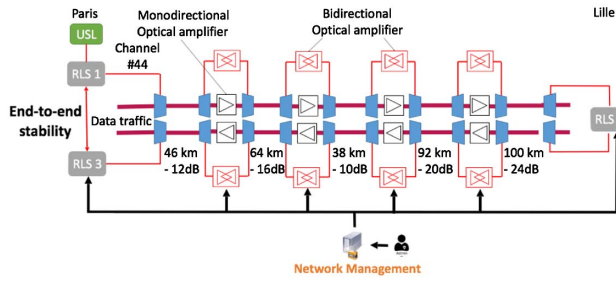 Paris
Lille
USL
Monodirectional
Optical amplifier
Bidirectional
Optical amplifier
Channel
#44
RLS 1
End-to-end
stability
Data traffic
RLS
RLS 3
46 km
- 12dB
64 km
- 16dB
38 km
- 10dB
92 km
- 20dB
100 km
- 24dB
Network Management